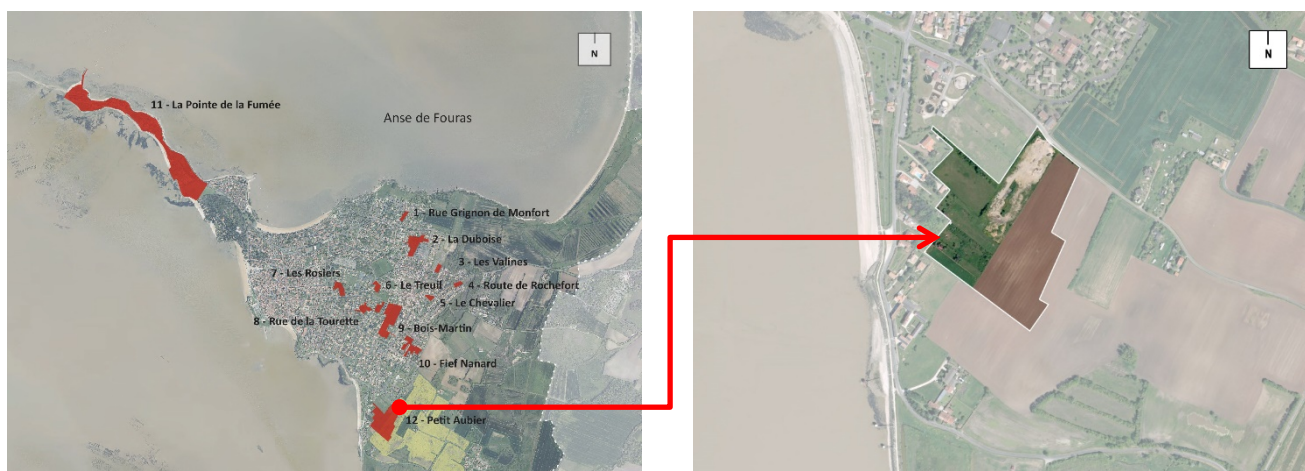 N
11 - La Pointe de la Fumée
Anse de Fouras
1 - Rue Grignon de Monfort
2 - La Duboise
3 - Les Valines
7 - Les Rosiers
6 - Le Treuil
4 - Route de Rochefort
5 - Le Chevalier
8 - Rue de la Tourette
9 - Bois-Martin
10 - Fief Nanard
12 - Petit Aubier
N